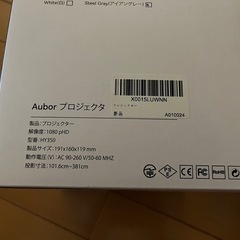 White(白) Steel Gray(アイアングレー)
X0015LUWNN
新品
A010024
Aubor プロジェクタ
製品：プロジェクター
解像度：1080 pHD
型番：HY350
製品サイズ：191x160x119 mm
動作電圧（V）：AC 90-260 V/50-60 MHZ
投影寸法：101.6cm~381cm
RoHS